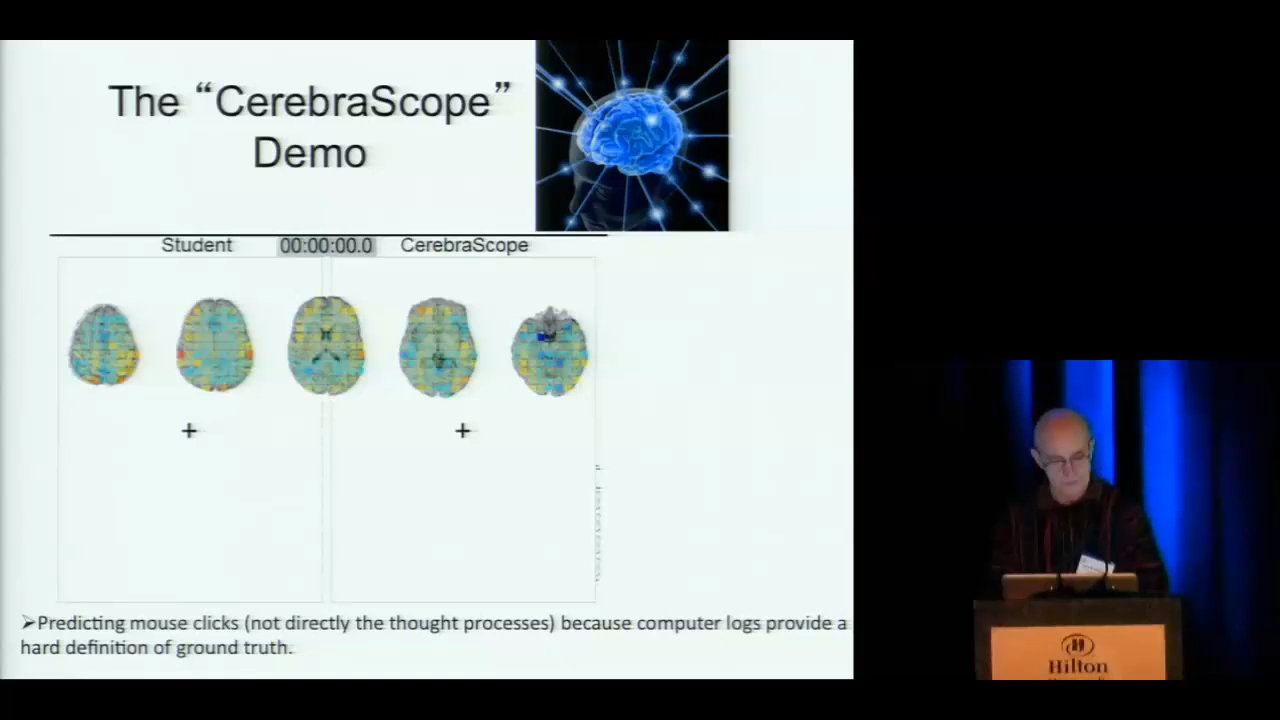 The “CerebraScope”
Demo
Student 00:00:00.0 CerebraScope
+ +
➢Predicting mouse clicks (not directly the thought processes) because computer logs provide a
hard definition of ground truth.
Hilton